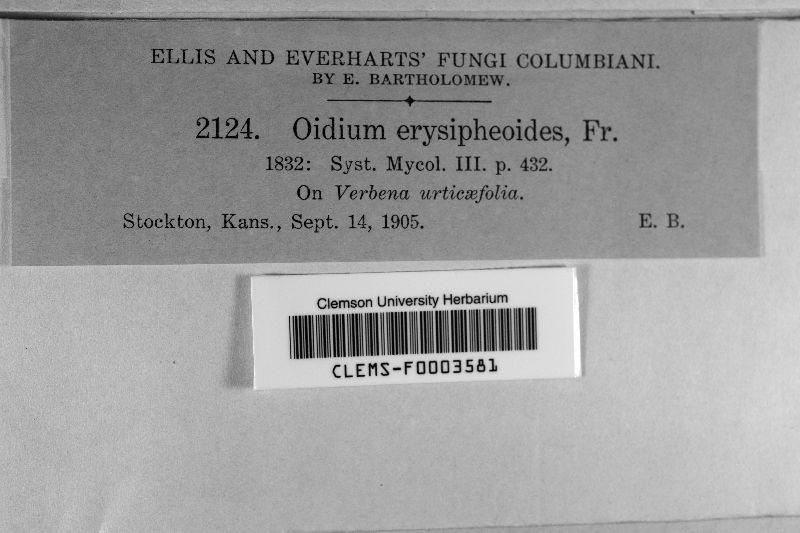 ELLIS AND EVERHARTS' FUNGI COLUMBIANI.
BY E. BARTHOLOMEW.
2124. Oidium erysipheoides, Fr.
1832: Syst. Mycol. III. p. 432.
On Verbena urticæfolia.
Stockton, Kans., Sept. 14, 1905. E. B.
Clemson University Herbarium
CLEMS-F0003581